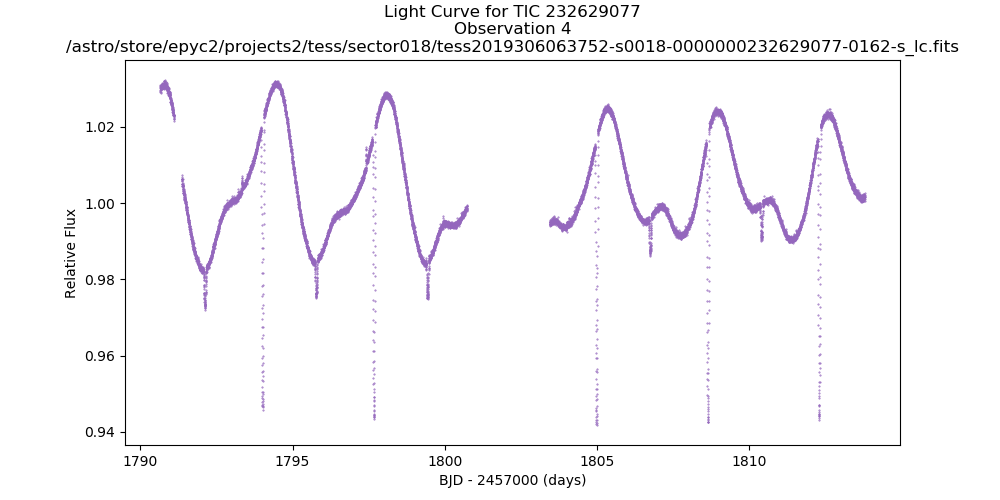 Light Curve for TIC 232629077
Observation 4
/astro/store/epyc2/projects2/tess/sector018/tess2019306063752-s0018-0000000232629077-0162-s_lc.fits
Relative Flux
1.02
1.00
0.98
0.96
0.94
1790
1795
1800
1805
1810
BJD - 2457000 (days)